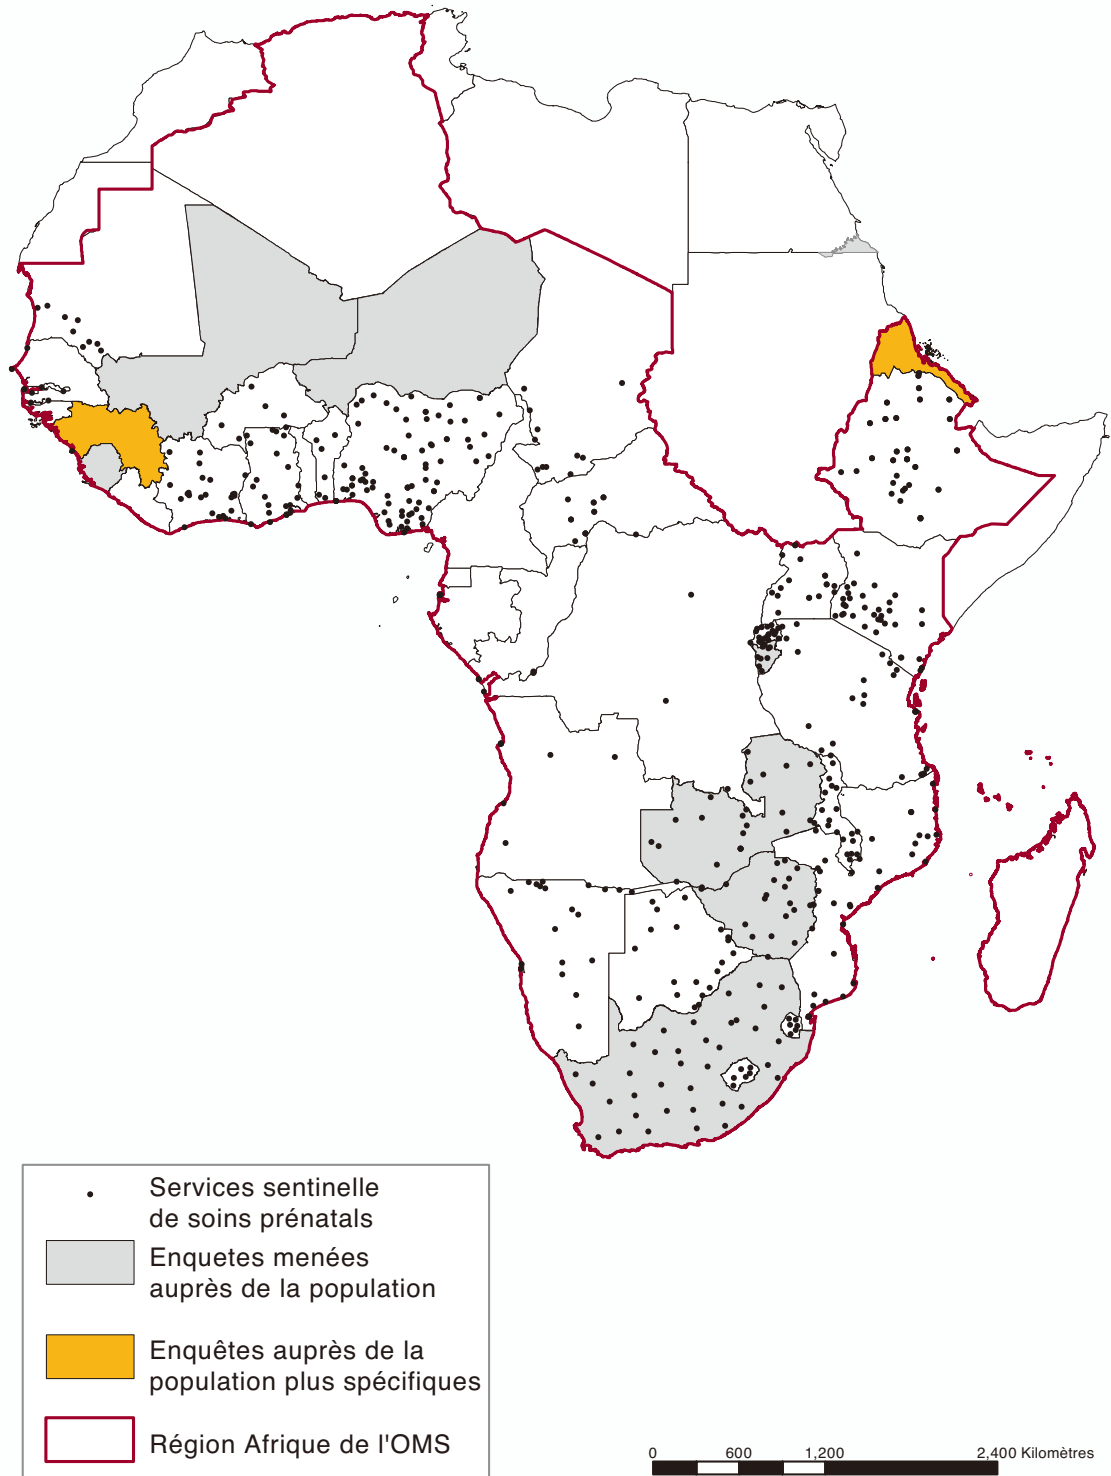 Services sentinelle
de soins prénatals
Enquetes menées
auprès de la population
Enquêtes auprès de la
population plus spécifiques
Région Afrique de l'OMS
0 600 1,200 2,400 Kilomètres